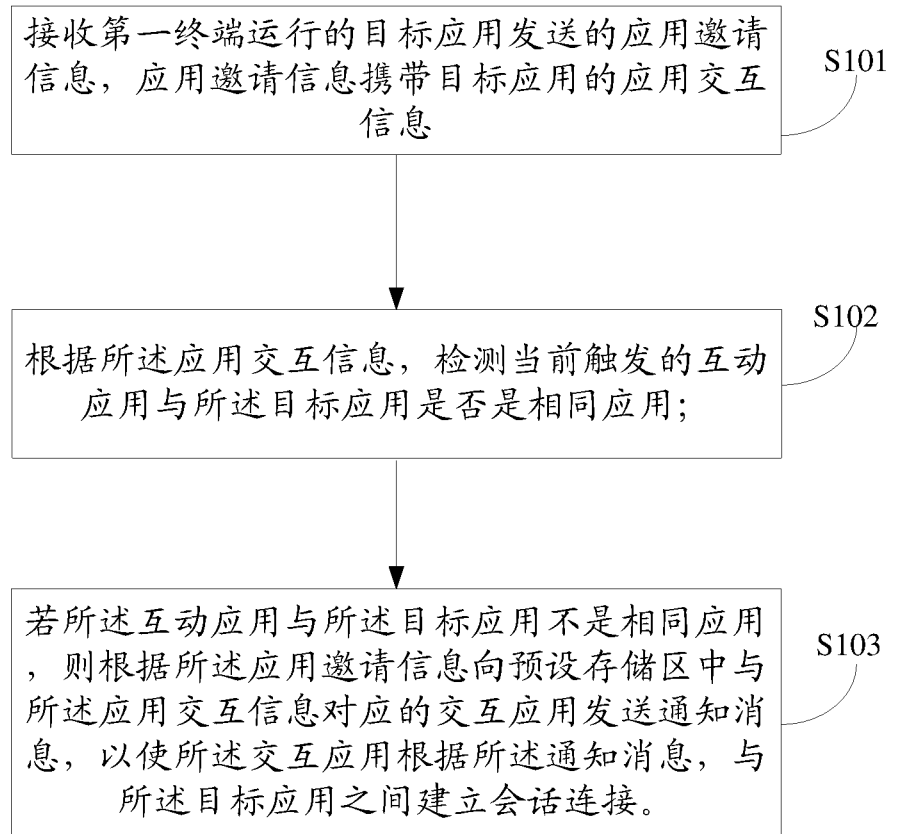 接收第一终端运行的目标应用发送的应用邀请
信息，应用邀请信息携带目标应用的应用交互
信息
S101
根据所述应用交互信息，检测当前触发的互动
应用与所述目标应用是否是相同应用；
S102
若所述互动应用与所述目标应用不是相同应用
，则根据所述应用邀请信息向预设存储区中与
所述应用交互信息对应的交互应用发送通知消
息，以使所述交互应用根据所述通知消息，与
所述目标应用之间建立会话连接。
S103